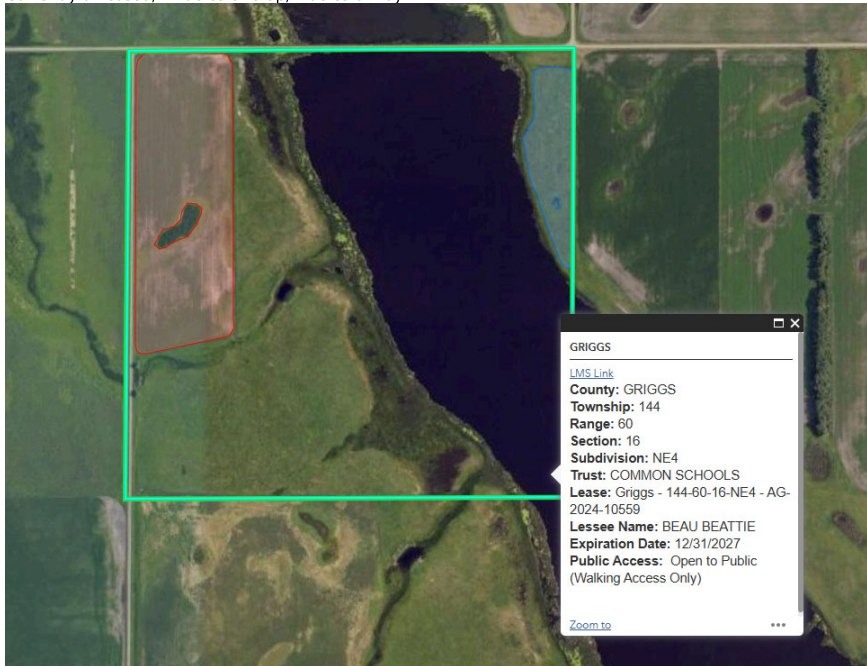 GRIGGS
LMS Link
County: GRIGGS
Township: 144
Range: 60
Section: 16
Subdivision: NE4
Trust: COMMON SCHOOLS
Lease: Griggs - 144-60-16-NE4 - AG-
2024-10559
Lessee Name: BEAU BEATTIE
Expiration Date: 12/31/2027
Public Access: Open to Public
(Walking Access Only)
Zoom to